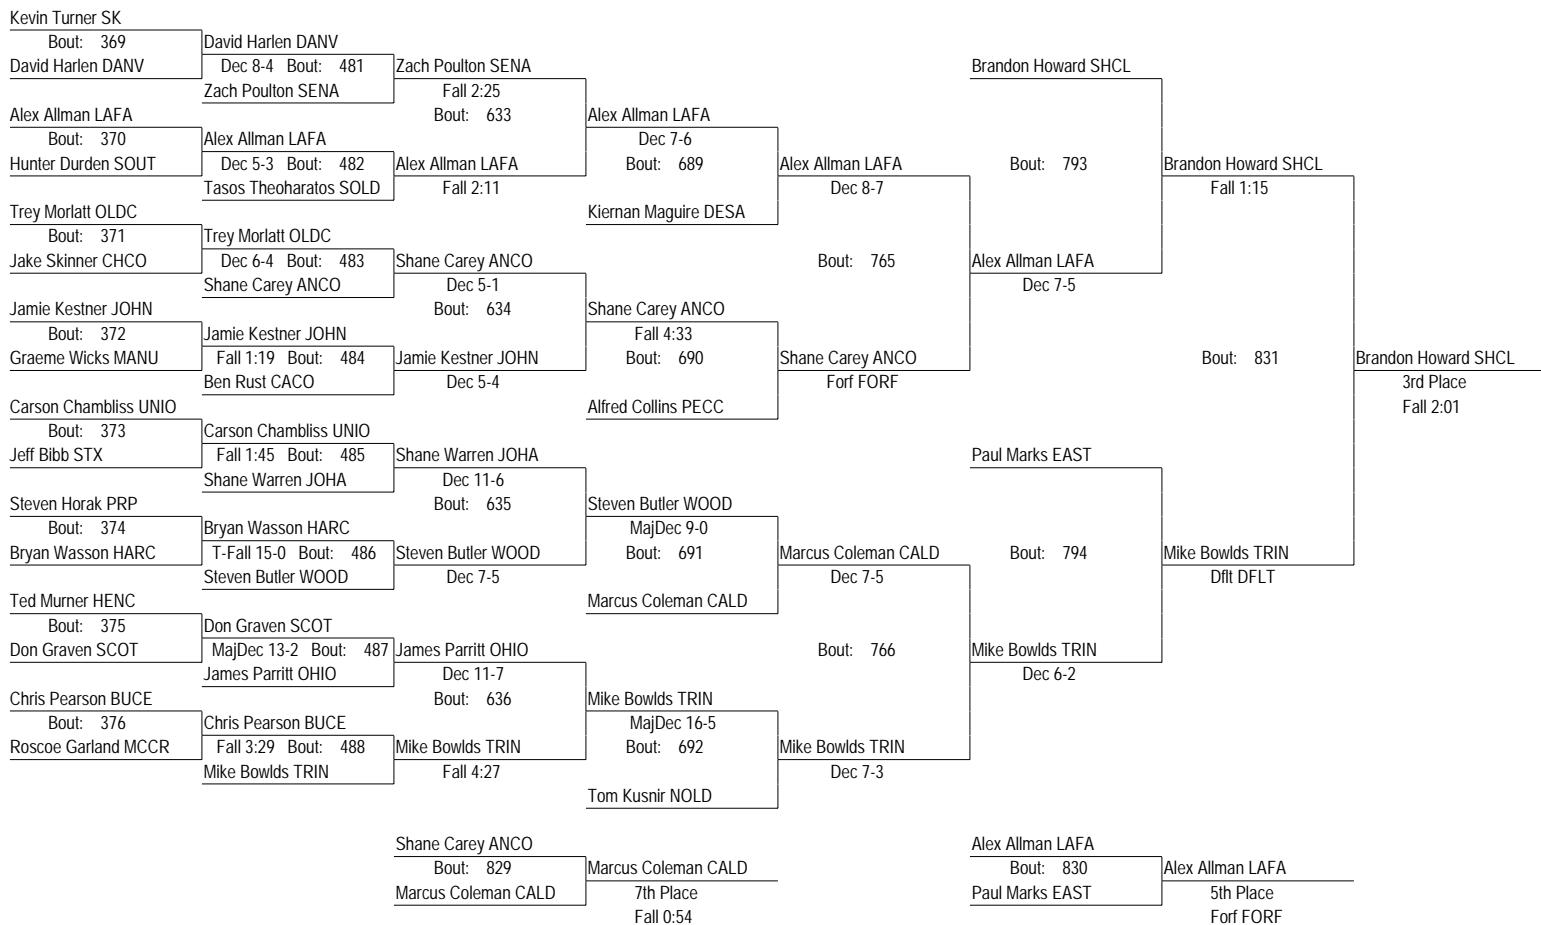 Kevin Turner SK
Bout: 369
David Harlen DANV
Alex Allman LAFA
Bout: 370
Hunter Durden SOUT
Trey Morlatt OLDC
Bout: 371
Jake Skinner CHCO
Jamie Kestner JOHN
Bout: 372
Graeme Wicks MANU
Carson Chambliss UNIO
Bout: 373
Jeff Bibb STX
Steven Horak PRP
Bout: 374
Bryan Wasson HARC
Ted Murner HENC
Bout: 375
Don Graven SCOT
Chris Pearson BUCE
Bout: 376
Roscoe Garland MCCR
David Harlen DANV
Dec 8-4 Bout: 481
Zach Poulton SENA
Alex Allman LAFA
Dec 5-3 Bout: 482
Tasos Theoharatos SOLD
Trey Morlatt OLDC
Dec 6-4 Bout: 483
Shane Carey ANCO
Jamie Kestner JOHN
Fall 1:19 Bout: 484
Ben Rust CACO
Carson Chambliss UNIO
Fall 1:45 Bout: 485
Shane Warren JOHA
Bryan Wasson HARC
T-Fall 15-0 Bout: 486
Steven Butler WOOD
Don Graven SCOT
MajDec 13-2 Bout: 487
James Parritt OHIO
Chris Pearson BUCE
Fall 3:29 Bout: 488
Mike Bowlds TRIN
Zach Poulton SENA
Fall 2:25
Bout: 633
Alex Allman LAFA
Fall 2:11
Shane Carey ANCO
Dec 5-1
Bout: 634
Jamie Kestner JOHN
Dec 5-4
Shane Warren JOHA
Dec 11-6
Bout: 635
Steven Butler WOOD
Dec 7-5
James Parritt OHIO
Dec 11-7
Bout: 636
Mike Bowlds TRIN
Fall 4:27
Alex Allman LAFA
Dec 7-6
Bout: 689
Kiernan Maguire DESA
Shane Carey ANCO
Fall 4:33
Bout: 690
Alfred Collins PECC
Steven Butler WOOD
MajDec 9-0
Bout: 691
Marcus Coleman CALD
Mike Bowlds TRIN
MajDec 16-5
Bout: 692
Tom Kusnir NOLD
Alex Allman LAFA
Dec 8-7
Bout: 765
Shane Carey ANCO
Forf FORF
Marcus Coleman CALD
Dec 7-5
Bout: 766
Mike Bowlds TRIN
Dec 7-3
Brandon Howard SHCL
Bout: 793
Alex Allman LAFA
Dec 7-5
Paul Marks EAST
Bout: 794
Mike Bowlds TRIN
Dec 6-2
Brandon Howard SHCL
Fall 1:15
Bout: 831
Mike Bowlds TRIN
Dflt DFLT
Brandon Howard SHCL
3rd Place
Fall 2:01
Shane Carey ANCO
Bout: 829
Marcus Coleman CALD
Marcus Coleman CALD
7th Place
Fall 0:54
Alex Allman LAFA
Bout: 830
Paul Marks EAST
Alex Allman LAFA
5th Place
Forf FORF